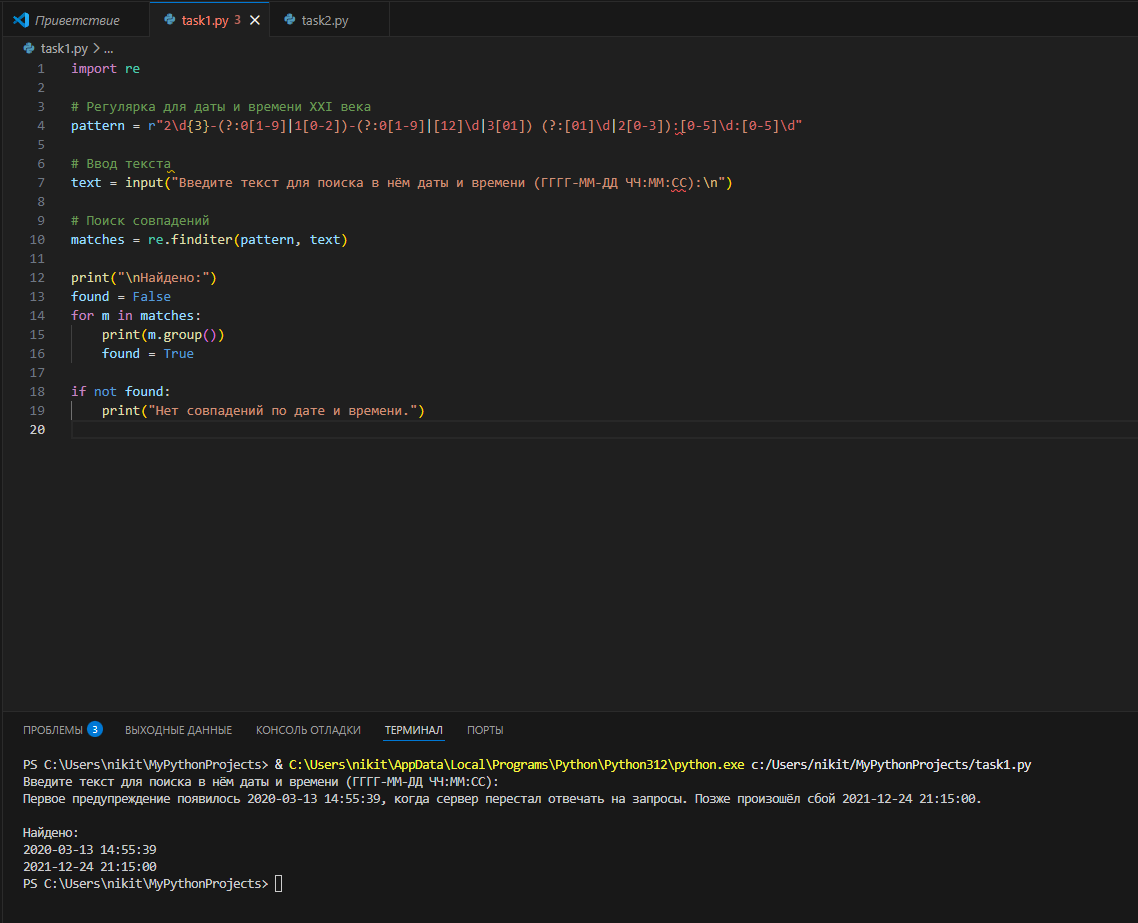 Приветствие
task1.py 3
task2.py
task1.py > ...
1 import re
2
3 # Регулярка для даты и времени XXI века
4 pattern = r"2\d{3}-(?:0[1-9]|1[0-2])-(?:0[1-9]|[12]\d|3[01]) (?:[01]\d|2[0-3]):[0-5]\d:[0-5]\d"
5
6 # Ввод текста
7 text = input("Введите текст для поиска в нём даты и времени (ГГГГ-ММ-ДД ЧЧ:ММ:СС):\n")
8
9 # Поиск совпадений
10 matches = re.finditer(pattern, text)
11
12 print("\nНайдено:")
13 found = False
14 for m in matches:
15     print(m.group())
16     found = True
17
18 if not found:
19     print("Нет совпадений по дате и времени.")
20
ПРОБЛЕМЫ 3 ВЫХОДНЫЕ ДАННЫЕ КОНСОЛЬ ОТЛАДКИ ТЕРМИНАЛ ПОРТЫ
PS C:\Users\nikit\MyPythonProjects> & C:\Users\nikit\AppData\Local\Programs\Python\Python312\python.exe c:/Users/nikit/MyPythonProjects/task1.py
Введите текст для поиска в нём даты и времени (ГГГГ-ММ-ДД ЧЧ:ММ:СС):
Первое предупреждение появилось 2020-03-13 14:55:39, когда сервер перестал отвечать на запросы. Позже произошёл сбой 2021-12-24 21:15:00.

Найдено:
2020-03-13 14:55:39
2021-12-24 21:15:00
PS C:\Users\nikit\MyPythonProjects>